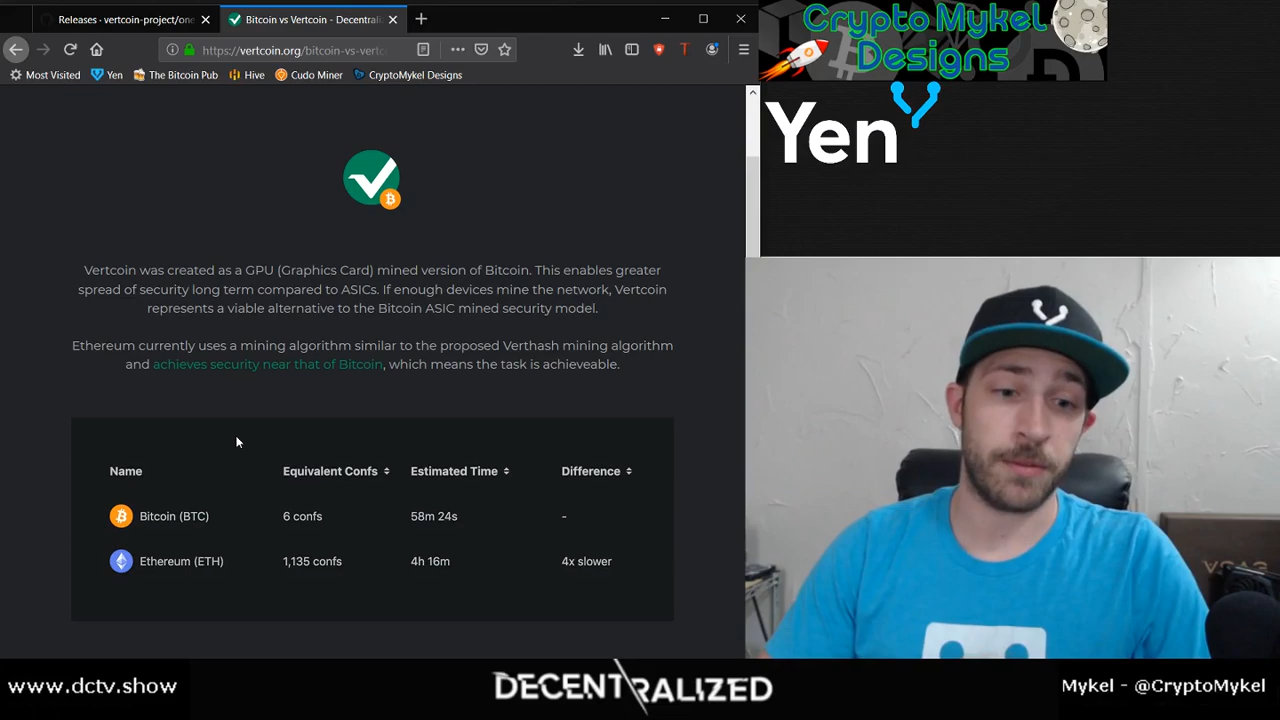 Releases · vertcoin-project/one
Bitcoin vs Vertcoin - Decentrali
https://vertcoin.org/bitcoin-vs-vertc
Most Visited
Yen
The Bitcoin Pub
Hive
Cudo Miner
CryptoMykel Designs
Vertcoin was created as a GPU (Graphics Card) mined version of Bitcoin. This enables greater
spread of security long term compared to ASICs. If enough devices mine the network, Vertcoin
represents a viable alternative to the Bitcoin ASIC mined security model.
Ethereum currently uses a mining algorithm similar to the proposed Verthash mining algorithm
and achieves security near that of Bitcoin, which means the task is achieveable.
Name Equivalent Confs Estimated Time Difference
Bitcoin (BTC) 6 confs 58m 24s -
Ethereum (ETH) 1,135 confs 4h 16m 4x slower
Crypto Mykel
Designs
Yen
www.dctv.show
DECENTRALIZED
Mykel - @CryptoMykel